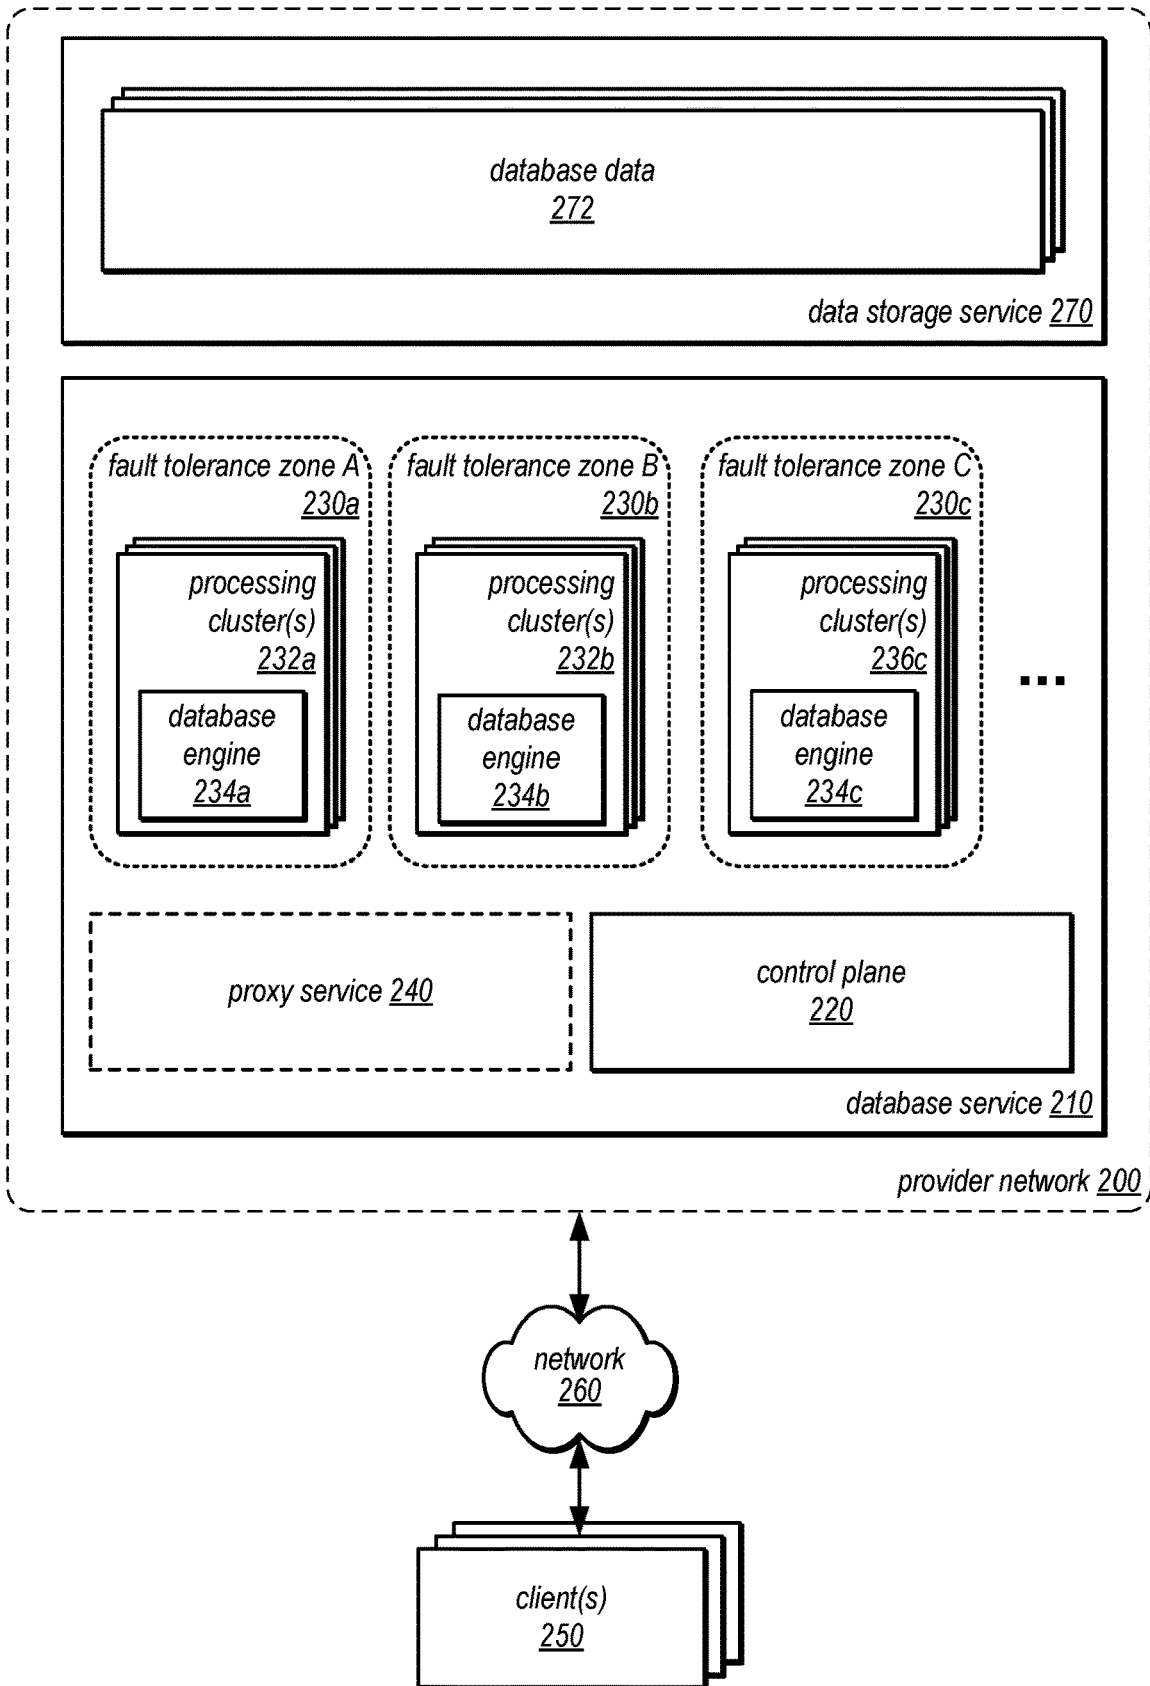 database data
272
data storage service 270
fault tolerance zone A
230a
processing
cluster(s)
232a
database
engine
234a
fault tolerance zone B
230b
processing
cluster(s)
232b
database
engine
234b
fault tolerance zone C
230c
processing
cluster(s)
236c
database
engine
234c
...
proxy service 240
control plane
220
database service 210
provider network 200
network
260
client(s)
250